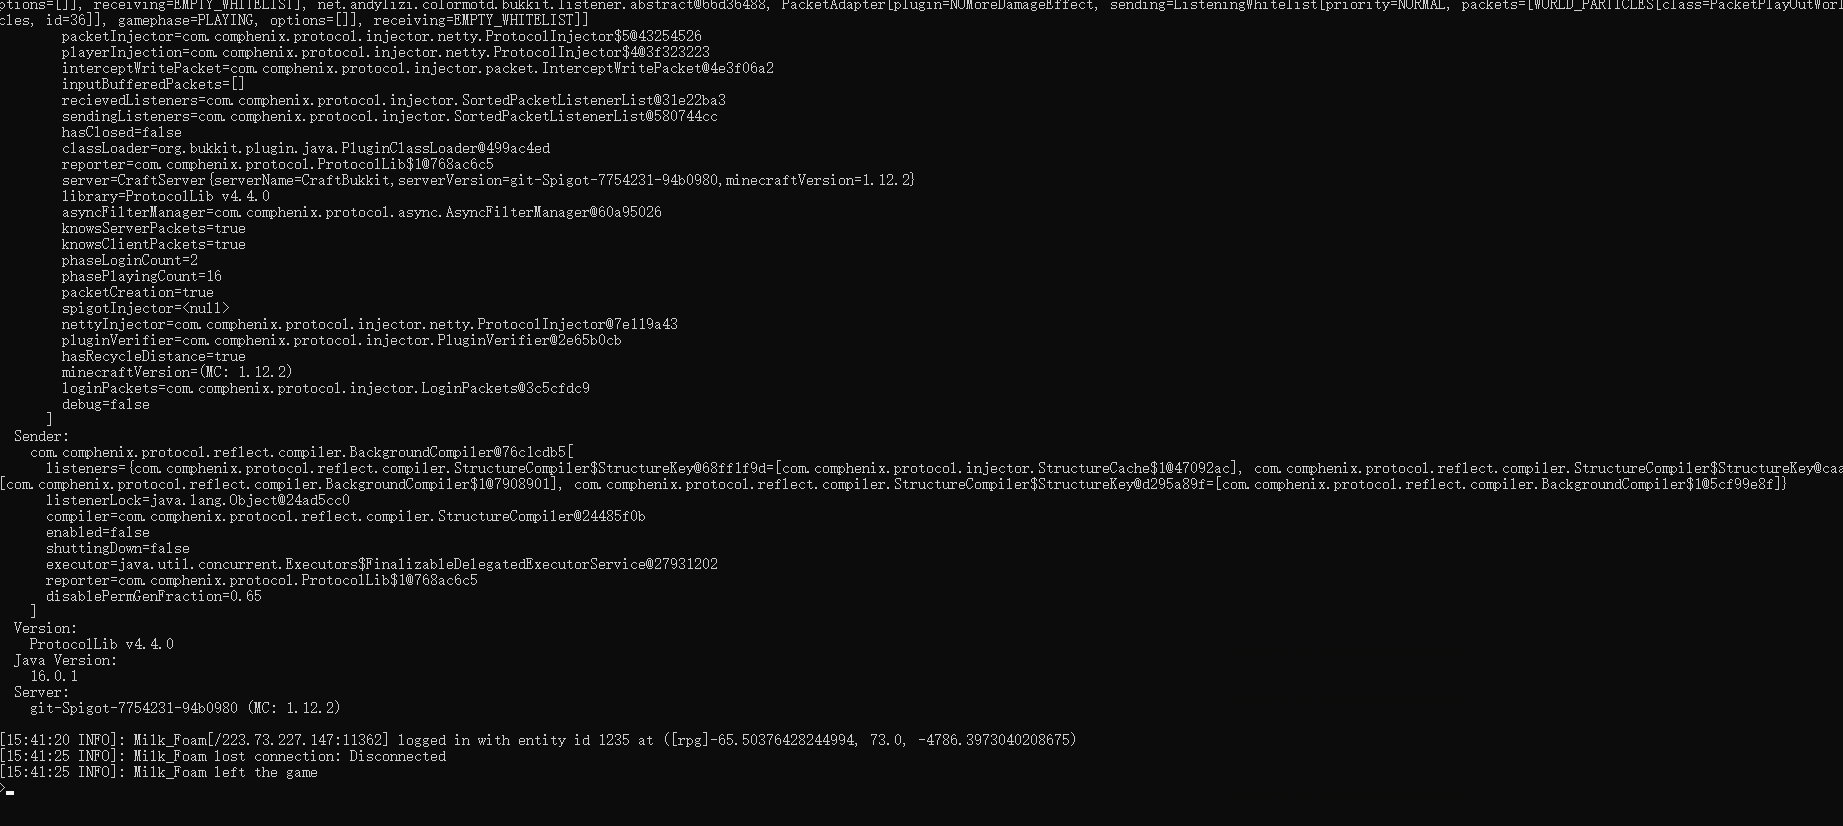 ptions=[]], receiving=EMPTY_WHITELIST], net.andylizi.colormotd.bukkit.listener.abstract@66d36488, PacketAdapter[plugin=NOMoreDamageEffect, sending=ListeningWhitelist[priority=NORMAL, packets=[WORLD_PARTICLES[class=PacketPlayOutWorl
cles, id=36]], gamephase=PLAYING, options=[]], receiving=EMPTY_WHITELIST]]
packetInjector=com.comphenix.protocol.injector.netty.ProtocolInjector$5@43254526
playerInjection=com.comphenix.protocol.injector.netty.ProtocolInjector$4@3f323223
interceptWritePacket=com.comphenix.protocol.injector.packet.InterceptWritePacket@4e3f06a2
inputBufferedPackets=[]
recievedListeners=com.comphenix.protocol.injector.SortedPacketListenerList@31e22ba3
sendingListeners=com.comphenix.protocol.injector.SortedPacketListenerList@580744cc
hasClosed=false
classLoader=org.bukkit.plugin.java.PluginClassLoader@499ac4ed
reporter=com.comphenix.protocol.ProtocolLib$1@768ac6c5
server=CraftServer{serverName=CraftBukkit,serverVersion=git-Spigot-7754231-94b0980,minecraftVersion=1.12.2}
library=ProtocolLib v4.4.0
asyncFilterManager=com.comphenix.protocol.async.AsyncFilterManager@60a95026
knowsServerPackets=true
knowsClientPackets=true
phaseLoginCount=2
phasePlayingCount=16
packetCreation=true
spigotInjector=<null>
nettyInjector=com.comphenix.protocol.injector.netty.ProtocolInjector@7e119a43
pluginVerifier=com.comphenix.protocol.injector.PluginVerifier@2e65b0cb
hasRecycleDistance=true
minecraftVersion=(MC: 1.12.2)
loginPackets=com.comphenix.protocol.injector.LoginPackets@3c5cfdc9
debug=false
]
Sender:
com.comphenix.protocol.reflect.compiler.BackgroundCompiler@76c1cdb5[
listeners={com.comphenix.protocol.reflect.compiler.StructureCompiler$StructureKey@68ff1f9d=[com.comphenix.protocol.injector.StructureCache$1@47092ac], com.comphenix.protocol.reflect.compiler.StructureCompiler$StructureKey@caa
[com.comphenix.protocol.reflect.compiler.BackgroundCompiler$1@7908901], com.comphenix.protocol.reflect.compiler.StructureCompiler$StructureKey@d295a89f=[com.comphenix.protocol.reflect.compiler.BackgroundCompiler$1@5cf99e8f]}
listenerLock=java.lang.Object@24ad5cc0
compiler=com.comphenix.protocol.reflect.compiler.StructureCompiler@24485f0b
enabled=false
shuttingDown=false
executor=java.util.concurrent.Executors$FinalizableDelegatedExecutorService@27931202
reporter=com.comphenix.protocol.ProtocolLib$1@768ac6c5
disablePermGenFraction=0.65
]
Version:
ProtocolLib v4.4.0
Java Version:
16.0.1
Server:
git-Spigot-7754231-94b0980 (MC: 1.12.2)
[15:41:20 INFO]: Milk_Foam[/223.73.227.147:11362] logged in with entity id 1235 at ([rpg]-65.50376428244994, 73.0, -4786.3973040208675)
[15:41:25 INFO]: Milk_Foam lost connection: Disconnected
[15:41:25 INFO]: Milk_Foam left the game
>